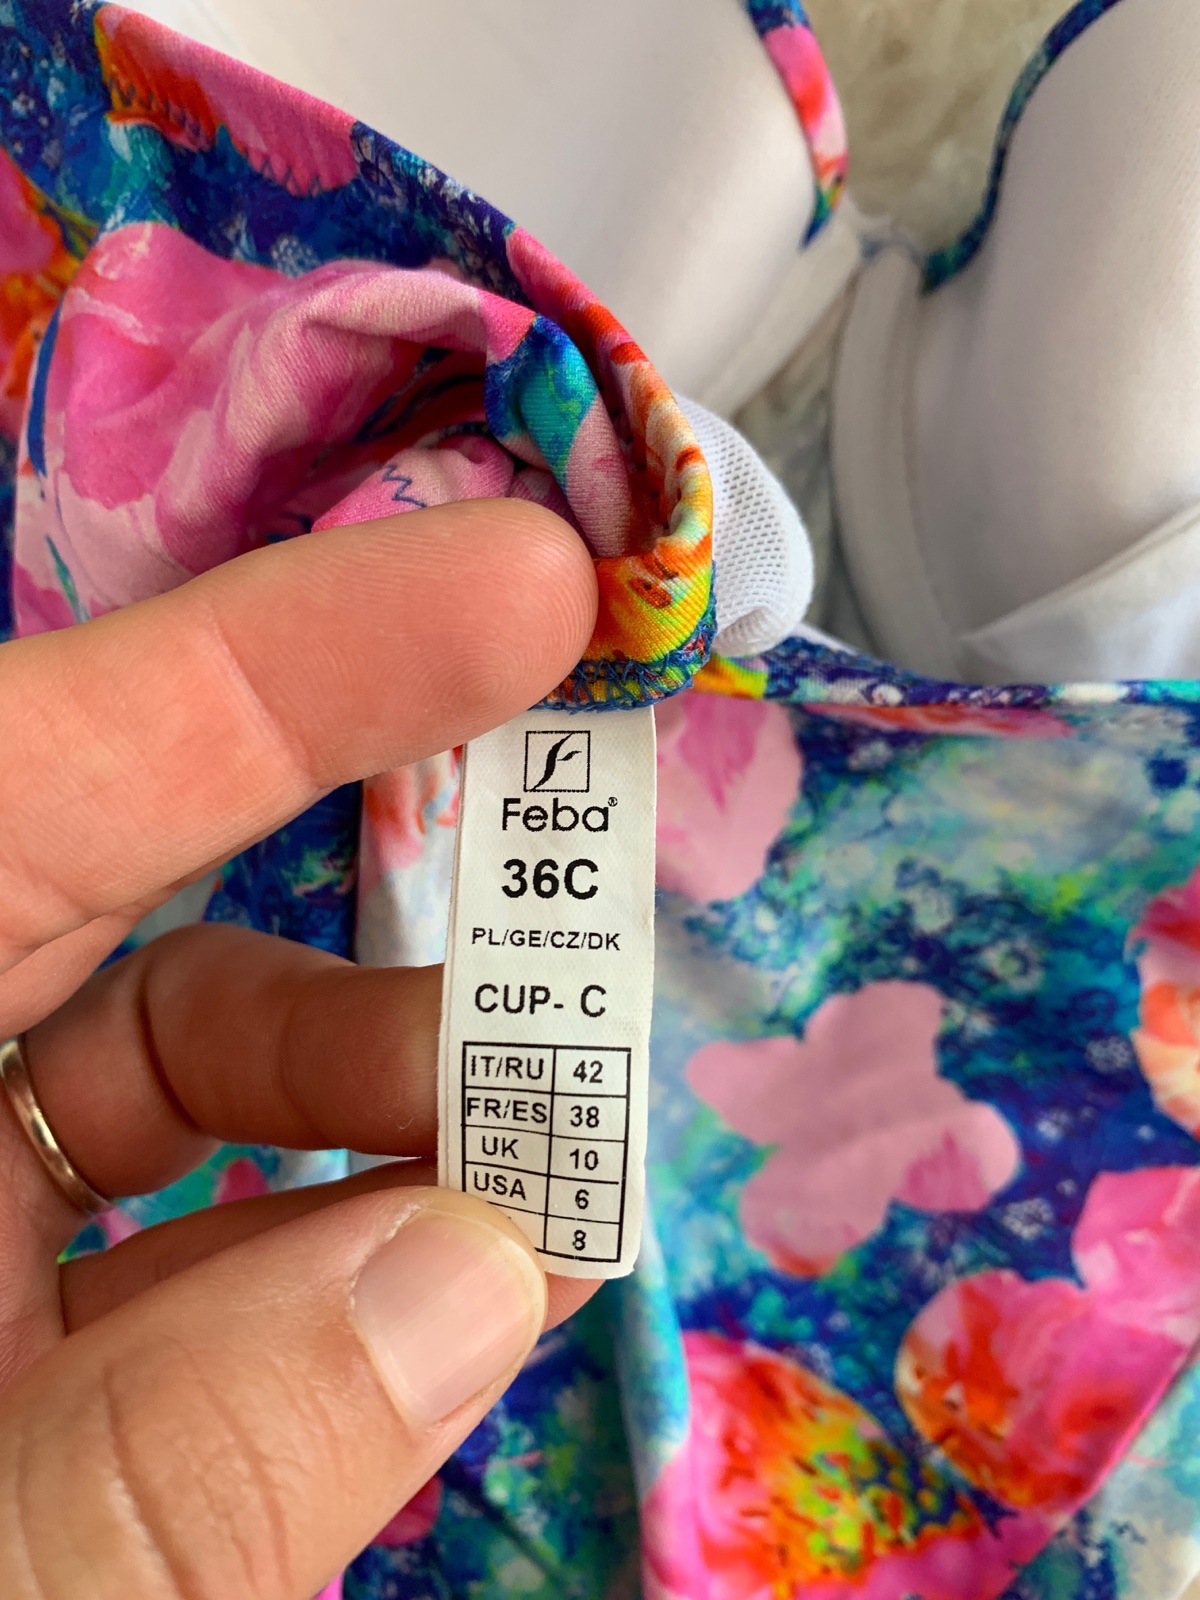 Feba®
36C
PL/GE/CZ/DK
CUP- C
IT/RU 42
FR/ES 38
UK 10
USA 6
8